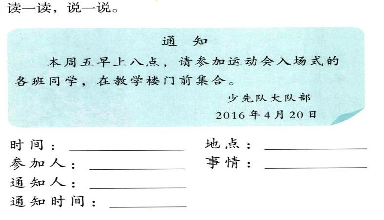 读一读，说一说。
通 知
本周五早上八点，请参加运动会入场式的
各班同学，在教学楼门前集合。
少先队大队部
2016年4月20日
时间： 地点：
参加人： 事情：
通知人：
通知时间：